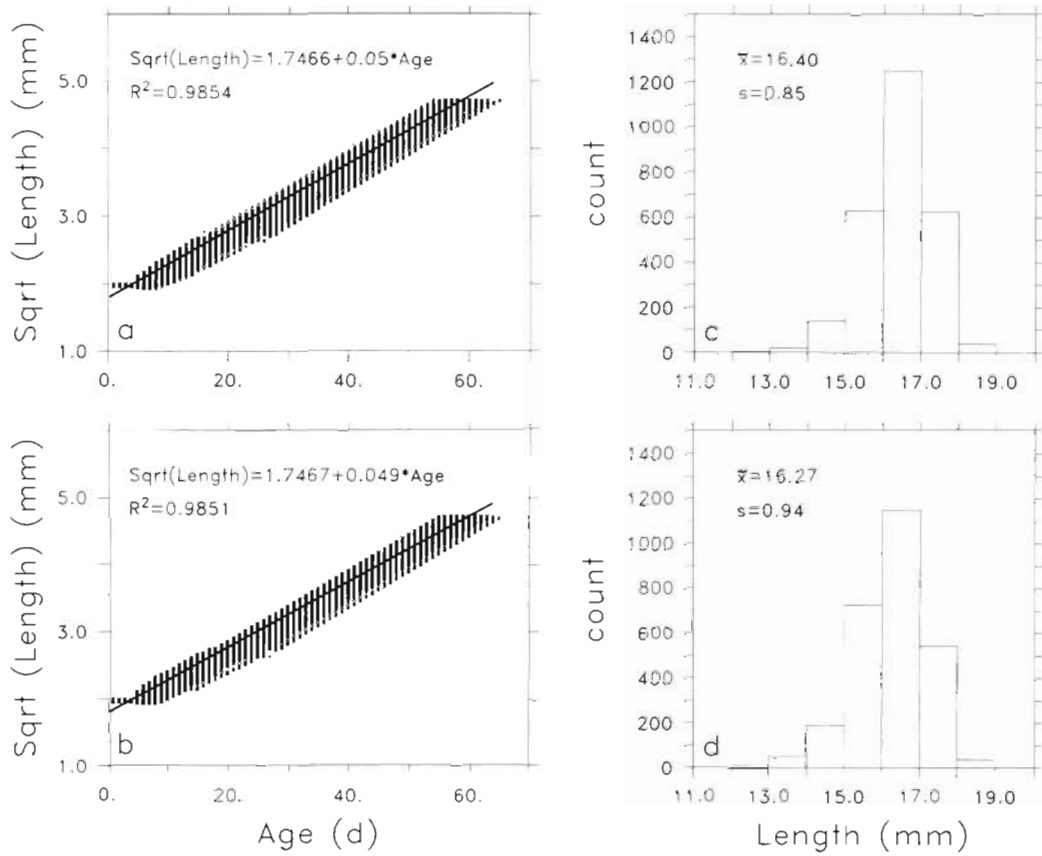 Sqrt (Length) (mm)
5.0
3.0
1.0
Sqrt(Length)=1.7466+0.05*Age
R²=0.9854
a
0. 20. 40. 60.
count
1400
1200
1000
800
600
400
200
0
x̄=16.40
s=0.85
c
11.0 13.0 15.0 17.0 19.0
Sqrt (Length) (mm)
5.0
3.0
1.0
Sqrt(Length)=1.7467+0.049*Age
R²=0.9851
b
0. 20. 40. 60.
Age (d)
count
1400
1200
1000
800
600
400
200
0
x̄=16.27
s=0.94
d
11.0 13.0 15.0 17.0 19.0
Length (mm)